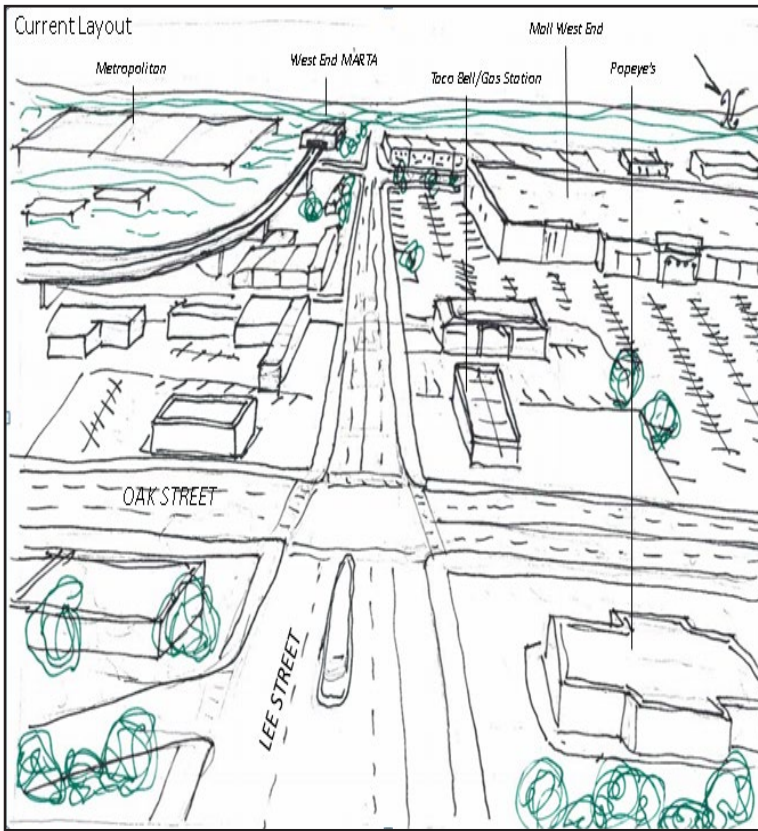 Current Layout
Mall West End
Metropolitan
West End MARTA
Taco Bell/Gas Station
Popeye's
OAK STREET
LEE STREET